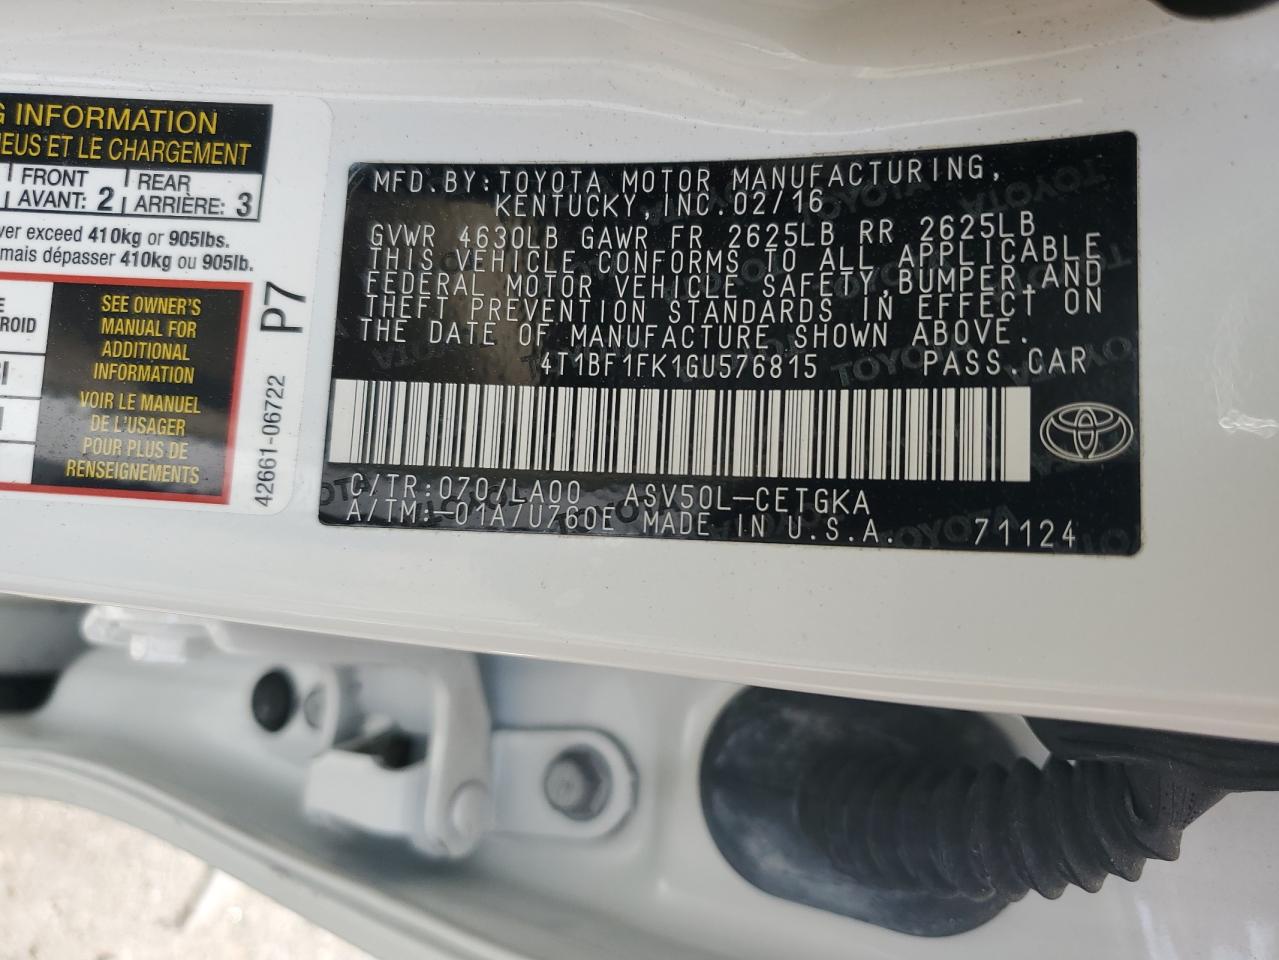 G INFORMATION
EUS ET LE CHARGEMENT
FRONT
AVANT: 2
REAR
ARRIÈRE: 3
ver exceed 410kg or 905lbs.
mais dépasser 410kg ou 905lb.
SEE OWNER'S
MANUAL FOR
ADDITIONAL
INFORMATION
VOIR LE MANUEL
DE L'USAGER
POUR PLUS DE
RENSEIGNEMENTS
P7
42661-06722
MFD.BY:TOYOTA MOTOR MANUFACTURING,
KENTUCKY,INC.02/16
GVWR 4630LB GAWR FR 2625LB RR 2625LB
THIS VEHICLE CONFORMS TO ALL APPLICABLE
FEDERAL MOTOR VEHICLE SAFETY,BUMPER,AND
THEFT PREVENTION STANDARDS IN EFFECT ON
THE DATE OF MANUFACTURE SHOWN ABOVE.
4T1BF1FK1GU576815 PASS.CAR
C/TR:070/LA00 ASV50L-CETGKA
A/TM:-01A/U760E MADE IN U.S.A. 71124